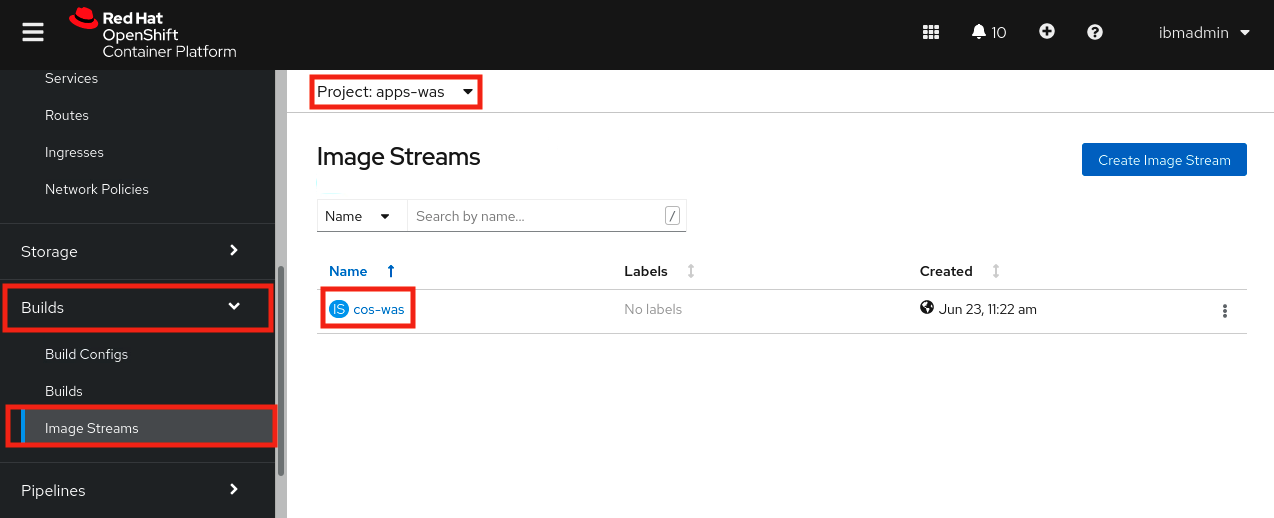 Red Hat
OpenShift
Container Platform
10
ibmadmin
Services
Routes
Ingresses
Network Policies
Storage
Builds
Build Configs
Builds
Image Streams
Pipelines
Project: apps-was
Image Streams
Create Image Stream
Name
Search by name...
/
Name
Labels
Created
IS cos-was
No labels
Jun 23, 11:22 am